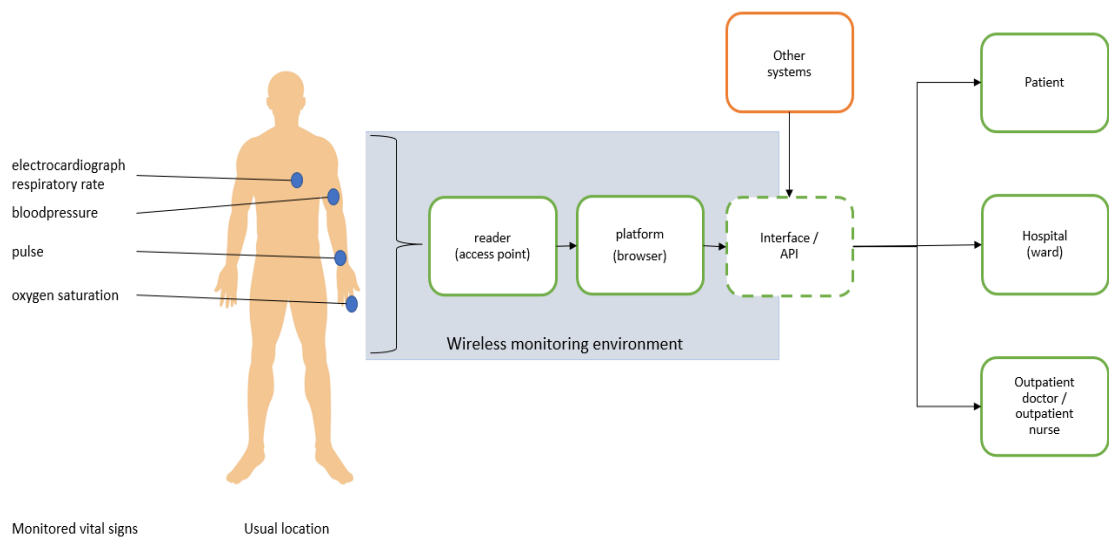 electrocardiograph
respiratory rate
bloodpressure
pulse
oxygen saturation
Monitored vital signs
Usual location
reader
(access point)
platform
(browser)
Wireless monitoring environment
Other
systems
Interface /
API
Patient
Hospital
(ward)
Outpatient
doctor /
outpatient
nurse